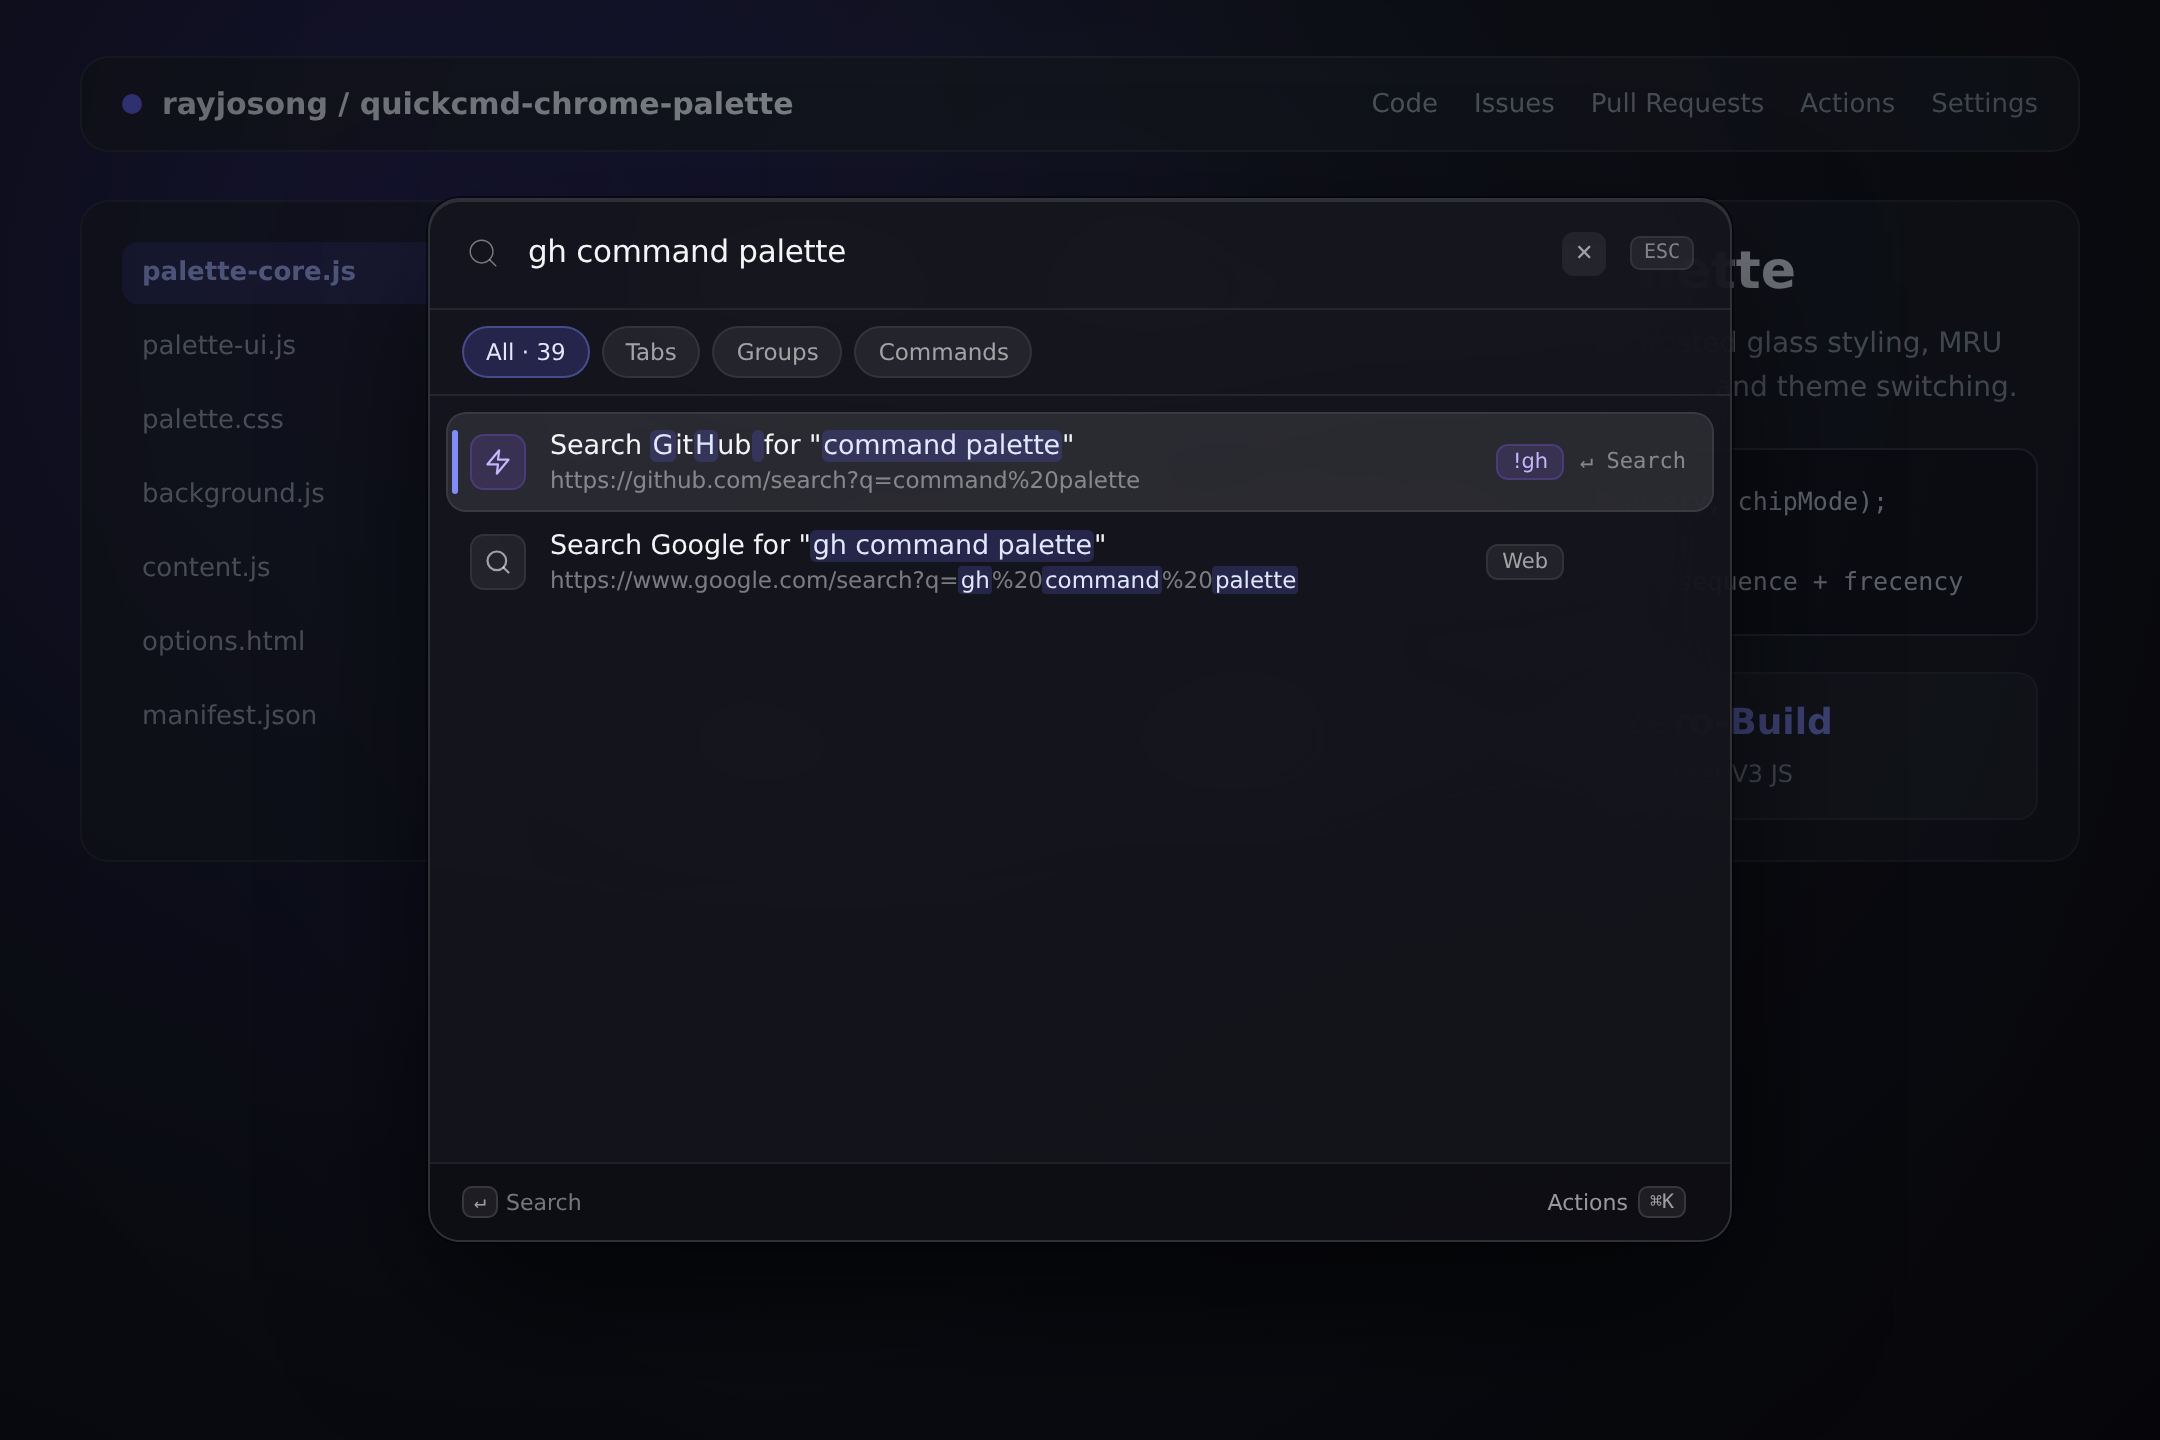 rayjosong / quickcmd-chrome-palette
Code Issues Pull Requests Actions Settings
gh command palette
✕ ESC
All · 39 Tabs Groups Commands
Search GitHub for "command palette"
https://github.com/search?q=command%20palette
!gh ↵ Search
Search Google for "gh command palette"
https://www.google.com/search?q=gh%20command%20palette
Web
↵ Search
Actions ⌘K
palette-core.js
palette-ui.js
palette.css
background.js
content.js
options.html
manifest.json
glass styling, MRU
and theme switching.
chipMode);
+ frecency
Build
V3 JS